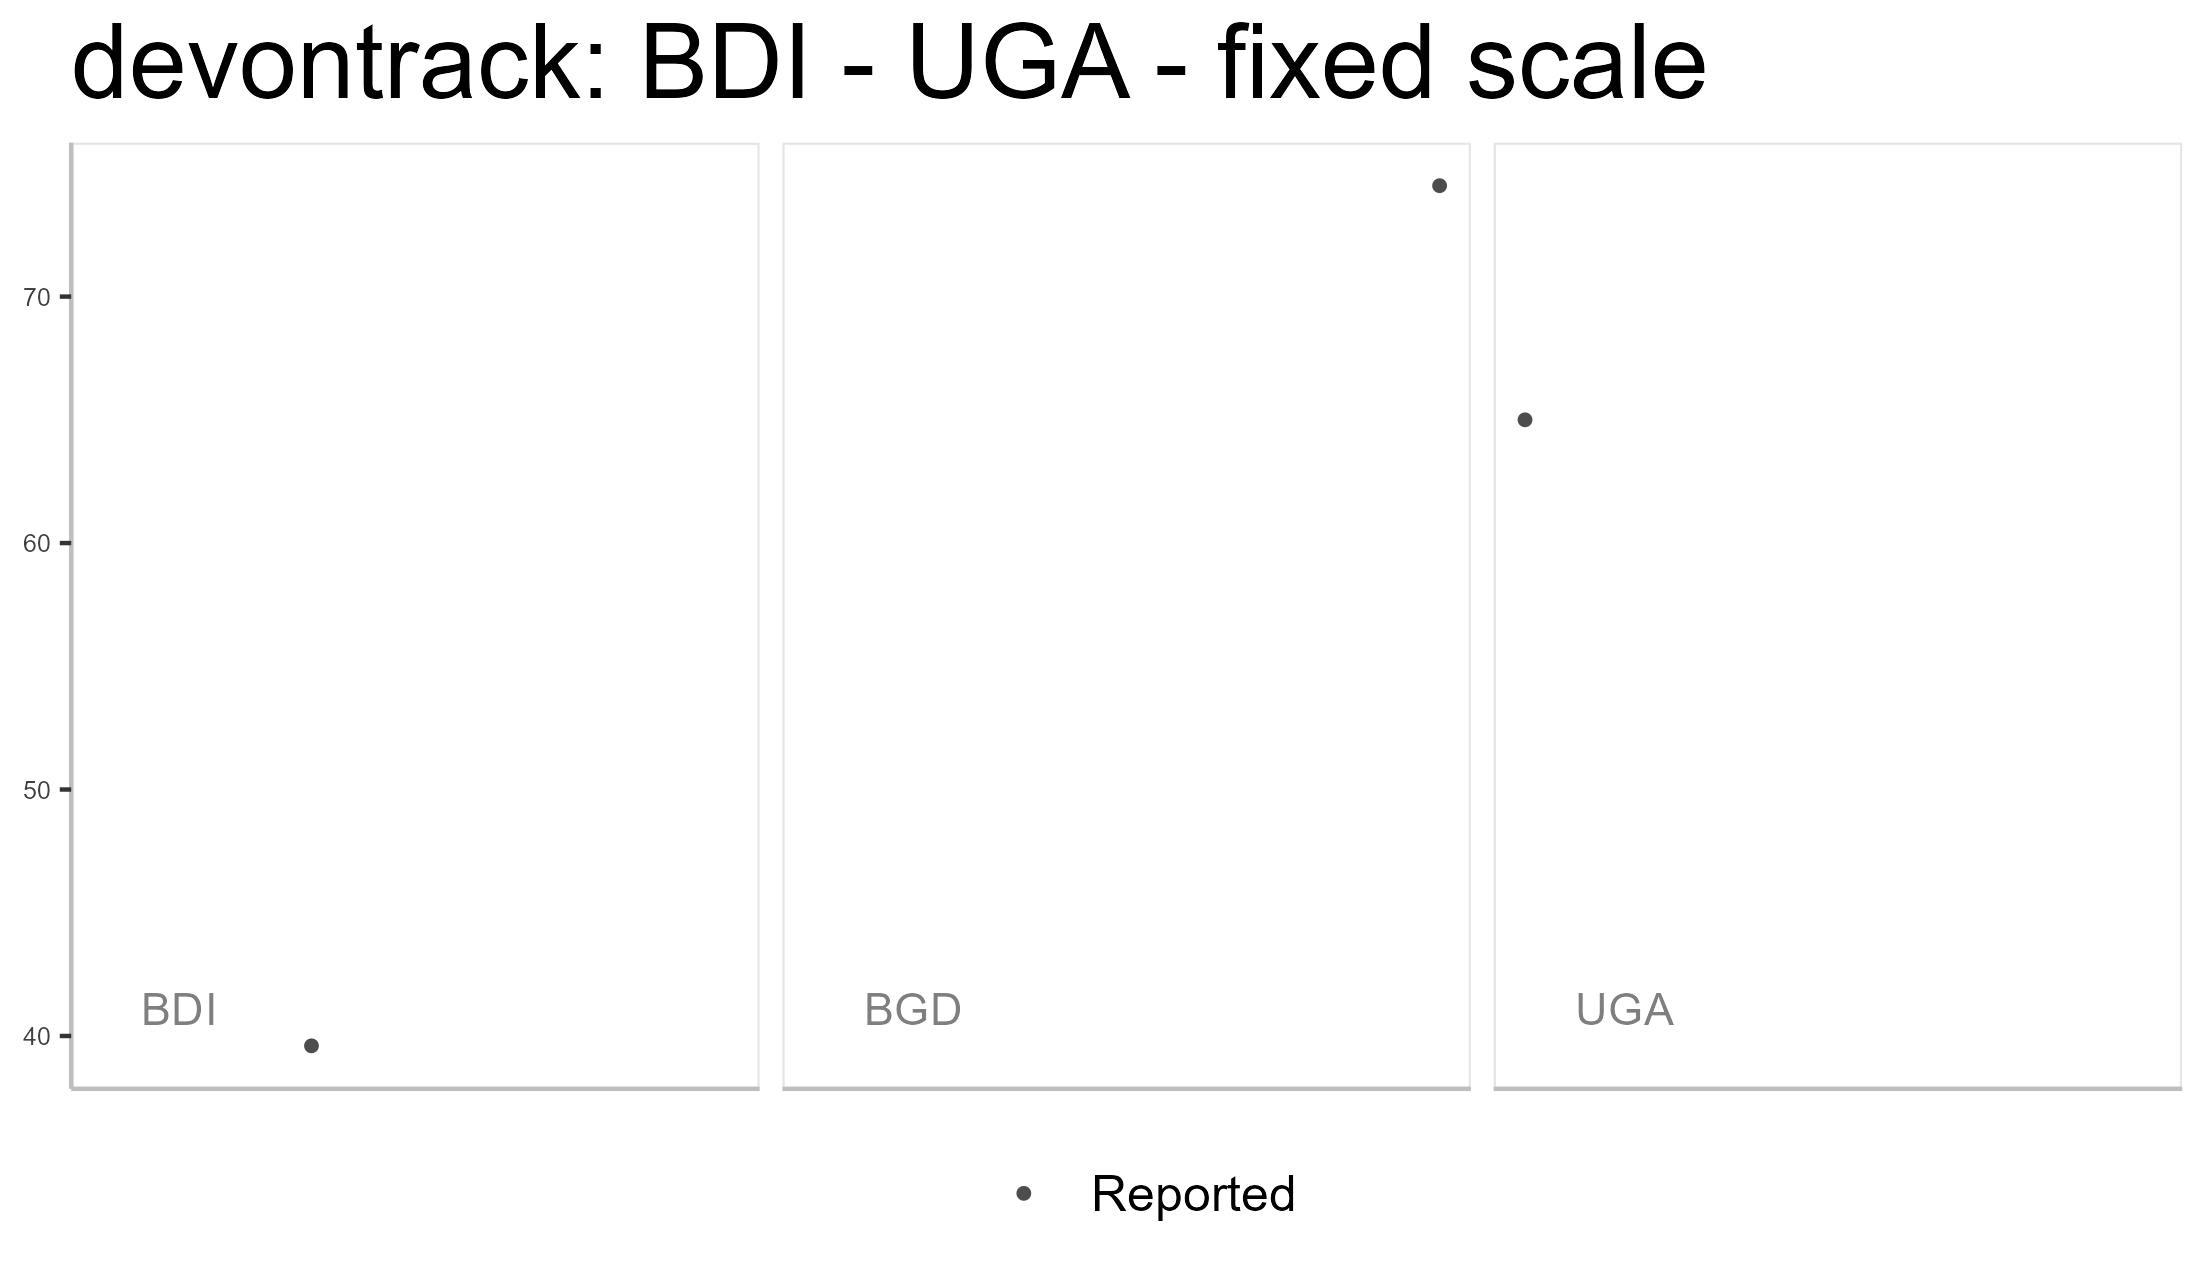 devontrack: BDI - UGA - fixed scale
70
60
50
40
BDI
BGD
UGA
Reported